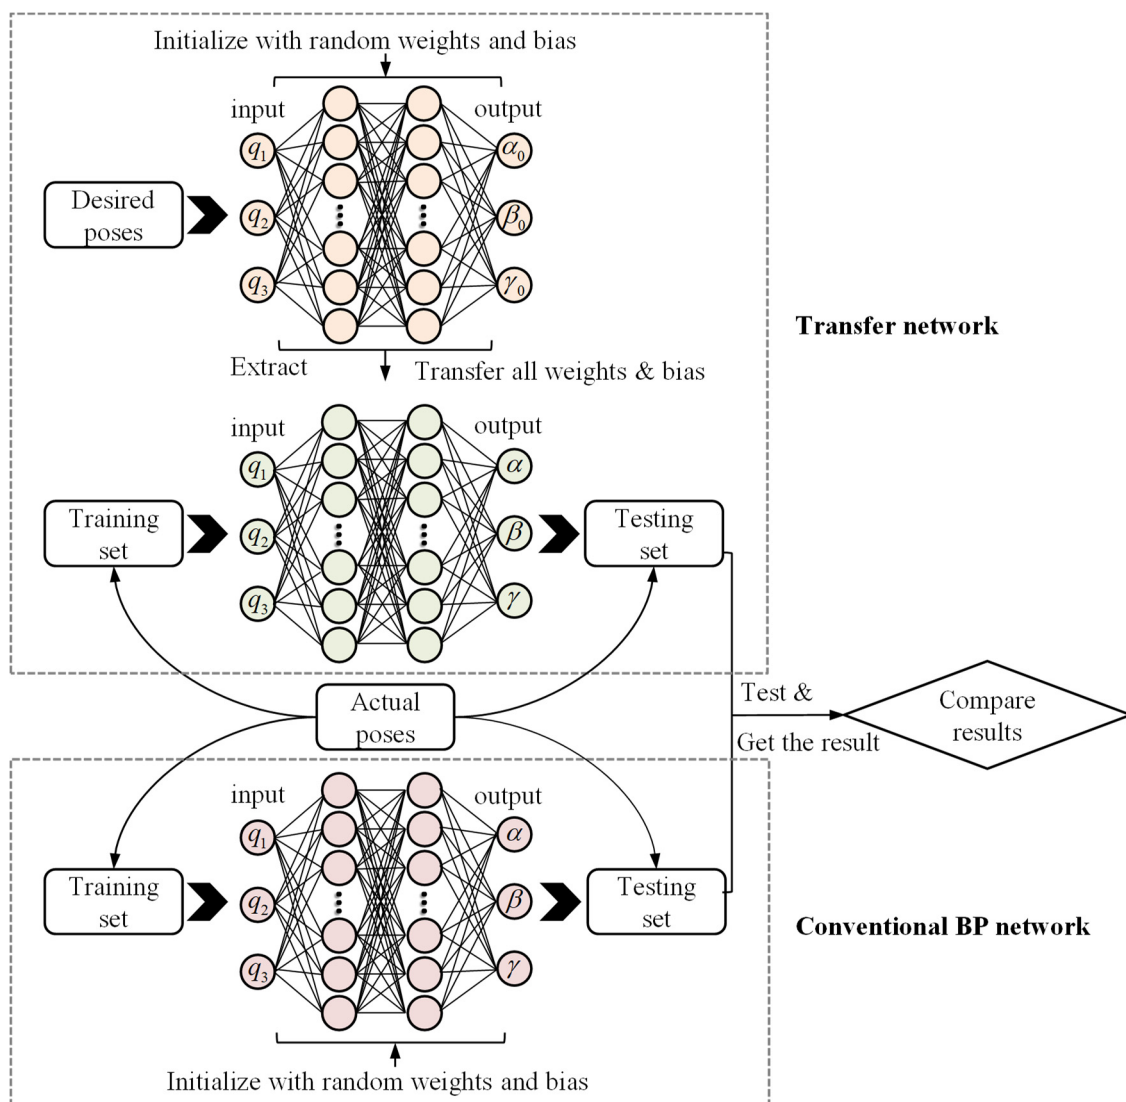 Initialize with random weights and bias
input
output
q₁
α₀
Desired
poses
q₂
β₀
q₃
γ₀
Transfer network
Extract
Transfer all weights & bias
input
output
q₁
α
Training
set
q₂
β
Testing
set
q₃
γ
Actual
poses
Test &
Get the result
Compare
results
input
output
q₁
α
Training
set
q₂
β
Testing
set
Conventional BP network
q₃
γ
Initialize with random weights and bias